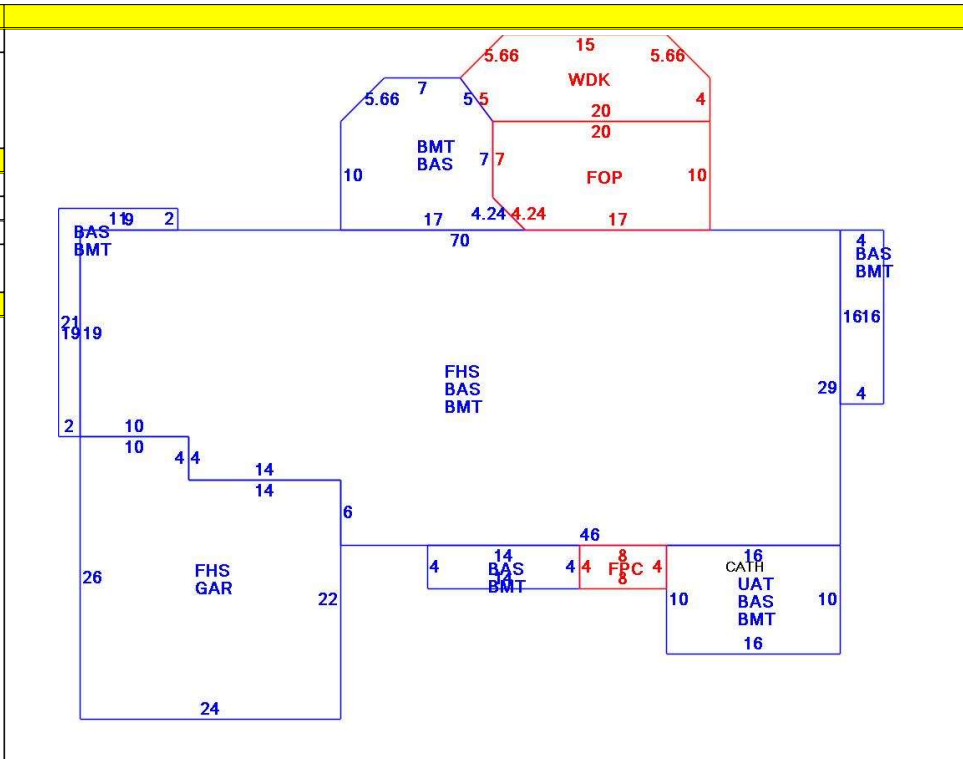 15
5.66 5.66
WDK
7
5.66 5 5 4
20
20
BMT
BAS
7 7
10 FOP 10
4.24 4.24
17 17
70
11 9 2
BAS
BMT
4
BAS
BMT
21
19 19
16 16
FHS
BAS
BMT
29
4
2
10
10
4 4
14
14
6
46
14
8
16
CATH
4 BAS 4
BMT
14
4 FPC 4
8
UAT
BAS
BMT
10 10
16
FHS
GAR
26
22
24